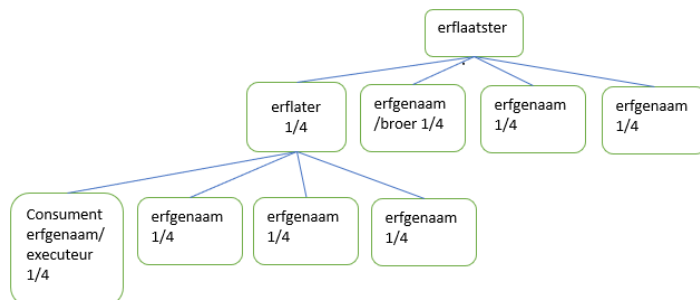 erflaatster
erflater
1/4
erfgenaam
/broer 1/4
erfgenaam
1/4
erfgenaam
1/4
Consument
erfgenaam/
executeur
1/4
erfgenaam
1/4
erfgenaam
1/4
erfgenaam
1/4